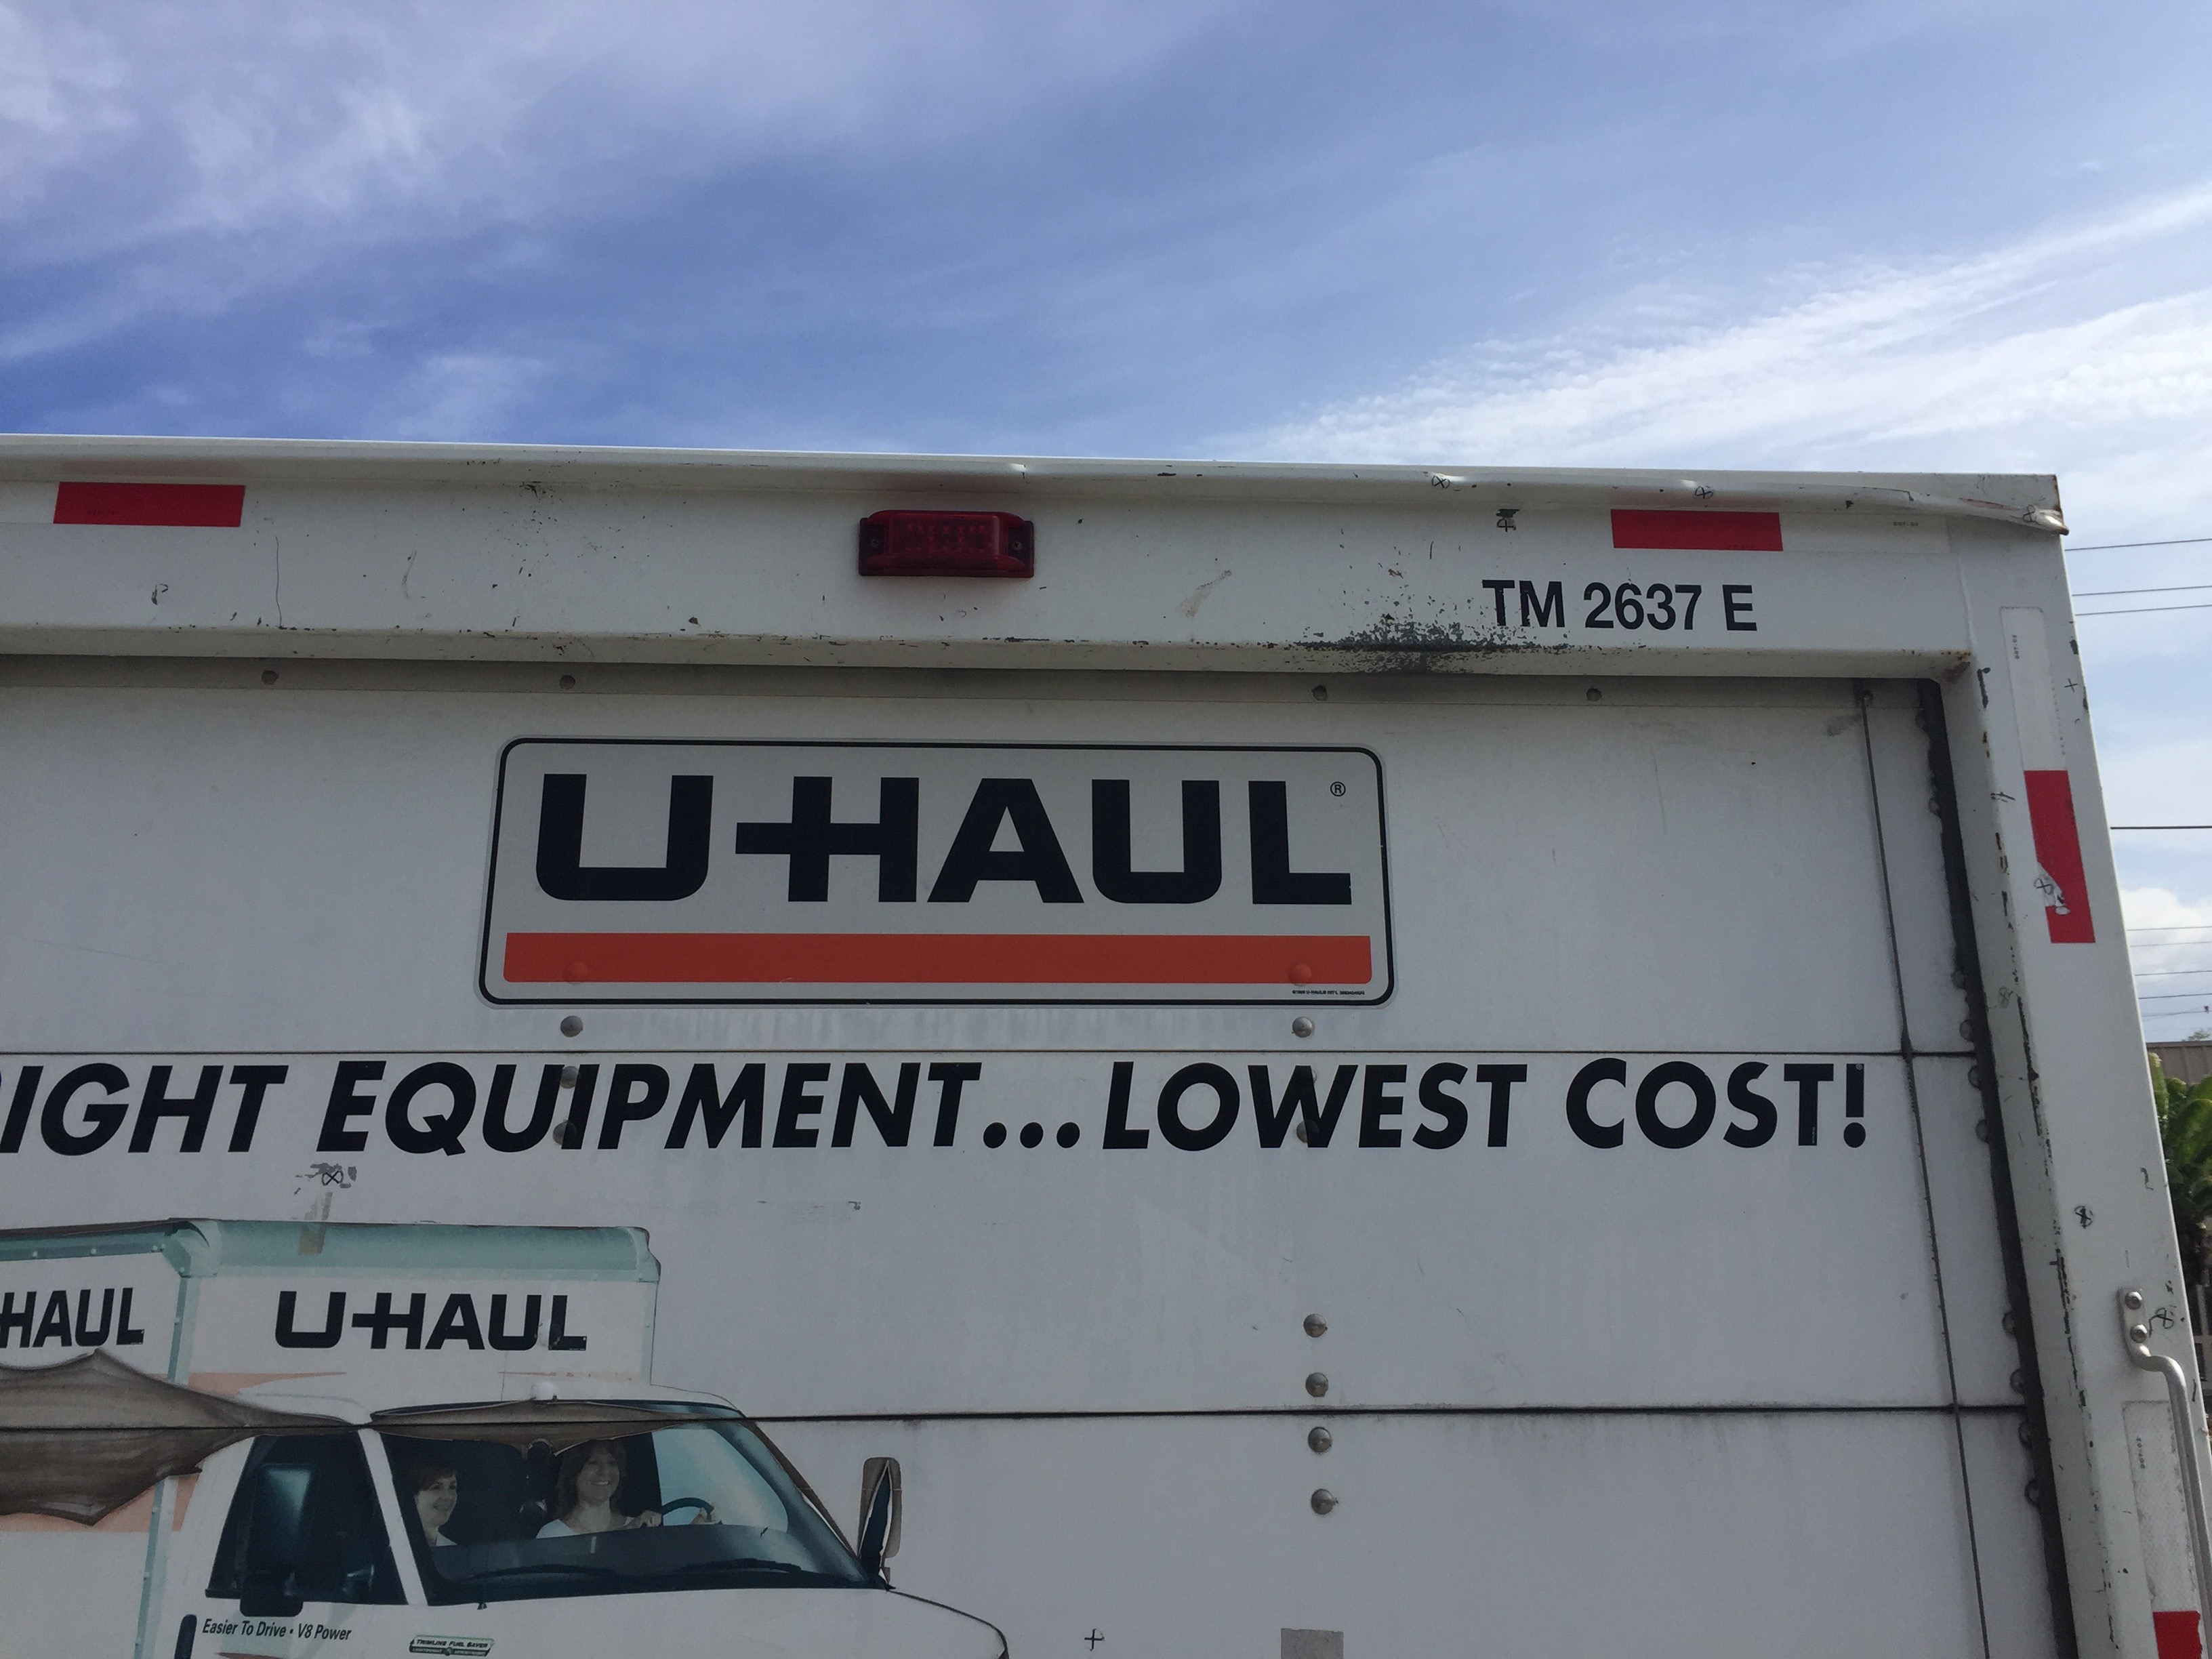 TM 2637 E
U-HAUL®
IGHT EQUIPMENT...LOWEST COST!
HAUL
U-HAUL
Easier To Drive • V8 Power